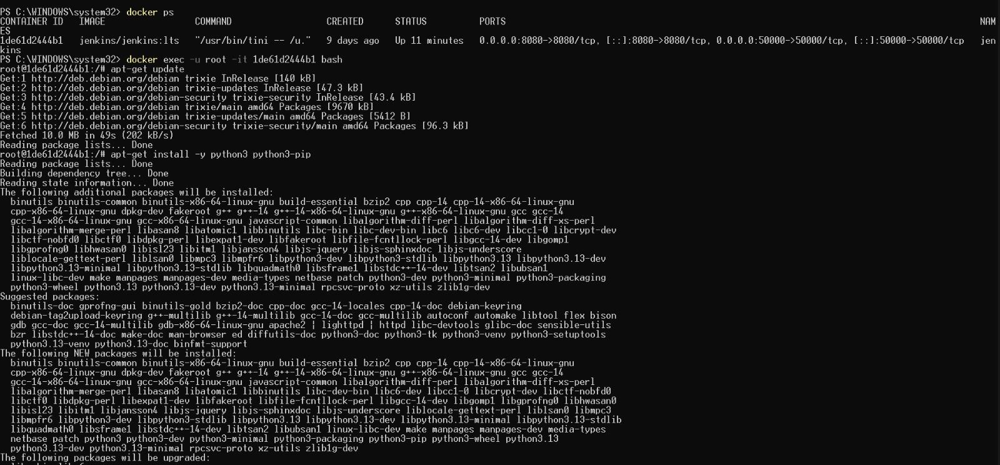 PS C:\WINDOWS\system32> docker ps
CONTAINER ID   IMAGE                 COMMAND                  CREATED      STATUS          PORTS                                                                                          NAM
ES
1de61d2444b1   jenkins/jenkins:lts   "/usr/bin/tini -- /u."   9 days ago   Up 11 minutes   0.0.0.0:8080->8080/tcp, [::]:8080->8080/tcp, 0.0.0.0:50000->50000/tcp, [::]:50000->50000/tcp   jen
kins
PS C:\WINDOWS\system32> docker exec -u root -it 1de61d2444b1 bash
root@1de61d2444b1:/# apt-get update
Get:1 http://deb.debian.org/debian trixie InRelease [140 kB]
Get:2 http://deb.debian.org/debian trixie-updates InRelease [47.3 kB]
Get:3 http://deb.debian.org/debian-security trixie-security InRelease [43.4 kB]
Get:4 http://deb.debian.org/debian trixie/main amd64 Packages [9670 kB]
Get:5 http://deb.debian.org/debian trixie-updates/main amd64 Packages [5412 B]
Get:6 http://deb.debian.org/debian-security trixie-security/main amd64 Packages [96.3 kB]
Fetched 10.0 MB in 49s (202 kB/s)
Reading package lists... Done
root@1de61d2444b1:/# apt-get install -y python3 python3-pip
Reading package lists... Done
Building dependency tree... Done
Reading state information... Done
The following additional packages will be installed:
  binutils binutils-common binutils-x86-64-linux-gnu build-essential bzip2 cpp cpp-14 cpp-14-x86-64-linux-gnu
  cpp-x86-64-linux-gnu dpkg-dev fakeroot g++ g++-14 g++-14-x86-64-linux-gnu g++-x86-64-linux-gnu gcc gcc-14
  gcc-14-x86-64-linux-gnu gcc-x86-64-linux-gnu javascript-common libalgorithm-diff-perl libalgorithm-diff-xs-perl
  libalgorithm-merge-perl libasan8 libatomic1 libbinutils libc-bin libc-dev-bin libc6 libc6-dev libcc1-0 libcrypt-dev
  libctf-nobfd0 libctf0 libdpkg-perl libexpat1-dev libfakeroot libfile-fcntllock-perl libgcc-14-dev libgomp1
  libgprofng0 libhwasan0 libisl23 libitm1 libjansson4 libjs-jquery libjs-sphinxdoc libjs-underscore
  liblocale-gettext-perl liblsan0 libmpc3 libmpfr6 libpython3-dev libpython3-stdlib libpython3.13 libpython3.13-dev
  libpython3.13-minimal libpython3.13-stdlib libquadmath0 libsframe1 libstdc++-14-dev libtsan2 libubsan1
  linux-libc-dev make manpages manpages-dev media-types netbase patch python3-dev python3-minimal python3-packaging
  python3-wheel python3.13 python3.13-dev python3.13-minimal rpcsvc-proto xz-utils zlib1g-dev
Suggested packages:
  binutils-doc gprofng-gui binutils-gold bzip2-doc cpp-doc gcc-14-locales cpp-14-doc debian-keyring
  debian-tag2upload-keyring g++-multilib g++-14-multilib gcc-14-doc gcc-multilib autoconf automake libtool flex bison
  gdb gcc-doc gcc-14-multilib gdb-x86-64-linux-gnu apache2 | lighttpd | httpd libc-devtools glibc-doc sensible-utils
  bzr libstdc++-14-doc make-doc man-browser ed diffutils-doc python3-doc python3-tk python3-venv python3-setuptools
  python3.13-venv python3.13-doc binfmt-support
The following NEW packages will be installed:
  binutils binutils-common binutils-x86-64-linux-gnu build-essential bzip2 cpp cpp-14 cpp-14-x86-64-linux-gnu
  cpp-x86-64-linux-gnu dpkg-dev fakeroot g++ g++-14 g++-14-x86-64-linux-gnu g++-x86-64-linux-gnu gcc gcc-14
  gcc-14-x86-64-linux-gnu gcc-x86-64-linux-gnu javascript-common libalgorithm-diff-perl libalgorithm-diff-xs-perl
  libalgorithm-merge-perl libasan8 libatomic1 libbinutils libc-dev-bin libc6-dev libcc1-0 libcrypt-dev libctf-nobfd0
  libctf0 libdpkg-perl libexpat1-dev libfakeroot libfile-fcntllock-perl libgcc-14-dev libgomp1 libgprofng0 libhwasan0
  libisl23 libitm1 libjansson4 libjs-jquery libjs-sphinxdoc libjs-underscore liblocale-gettext-perl liblsan0 libmpc3
  libmpfr6 libpython3-dev libpython3-stdlib libpython3.13 libpython3.13-dev libpython3.13-minimal libpython3.13-stdlib
  libquadmath0 libsframe1 libstdc++-14-dev libtsan2 libubsan1 linux-libc-dev make manpages manpages-dev media-types
  netbase patch python3 python3-dev python3-minimal python3-packaging python3-pip python3-wheel python3.13
  python3.13-dev python3.13-minimal rpcsvc-proto xz-utils zlib1g-dev
The following packages will be upgraded: